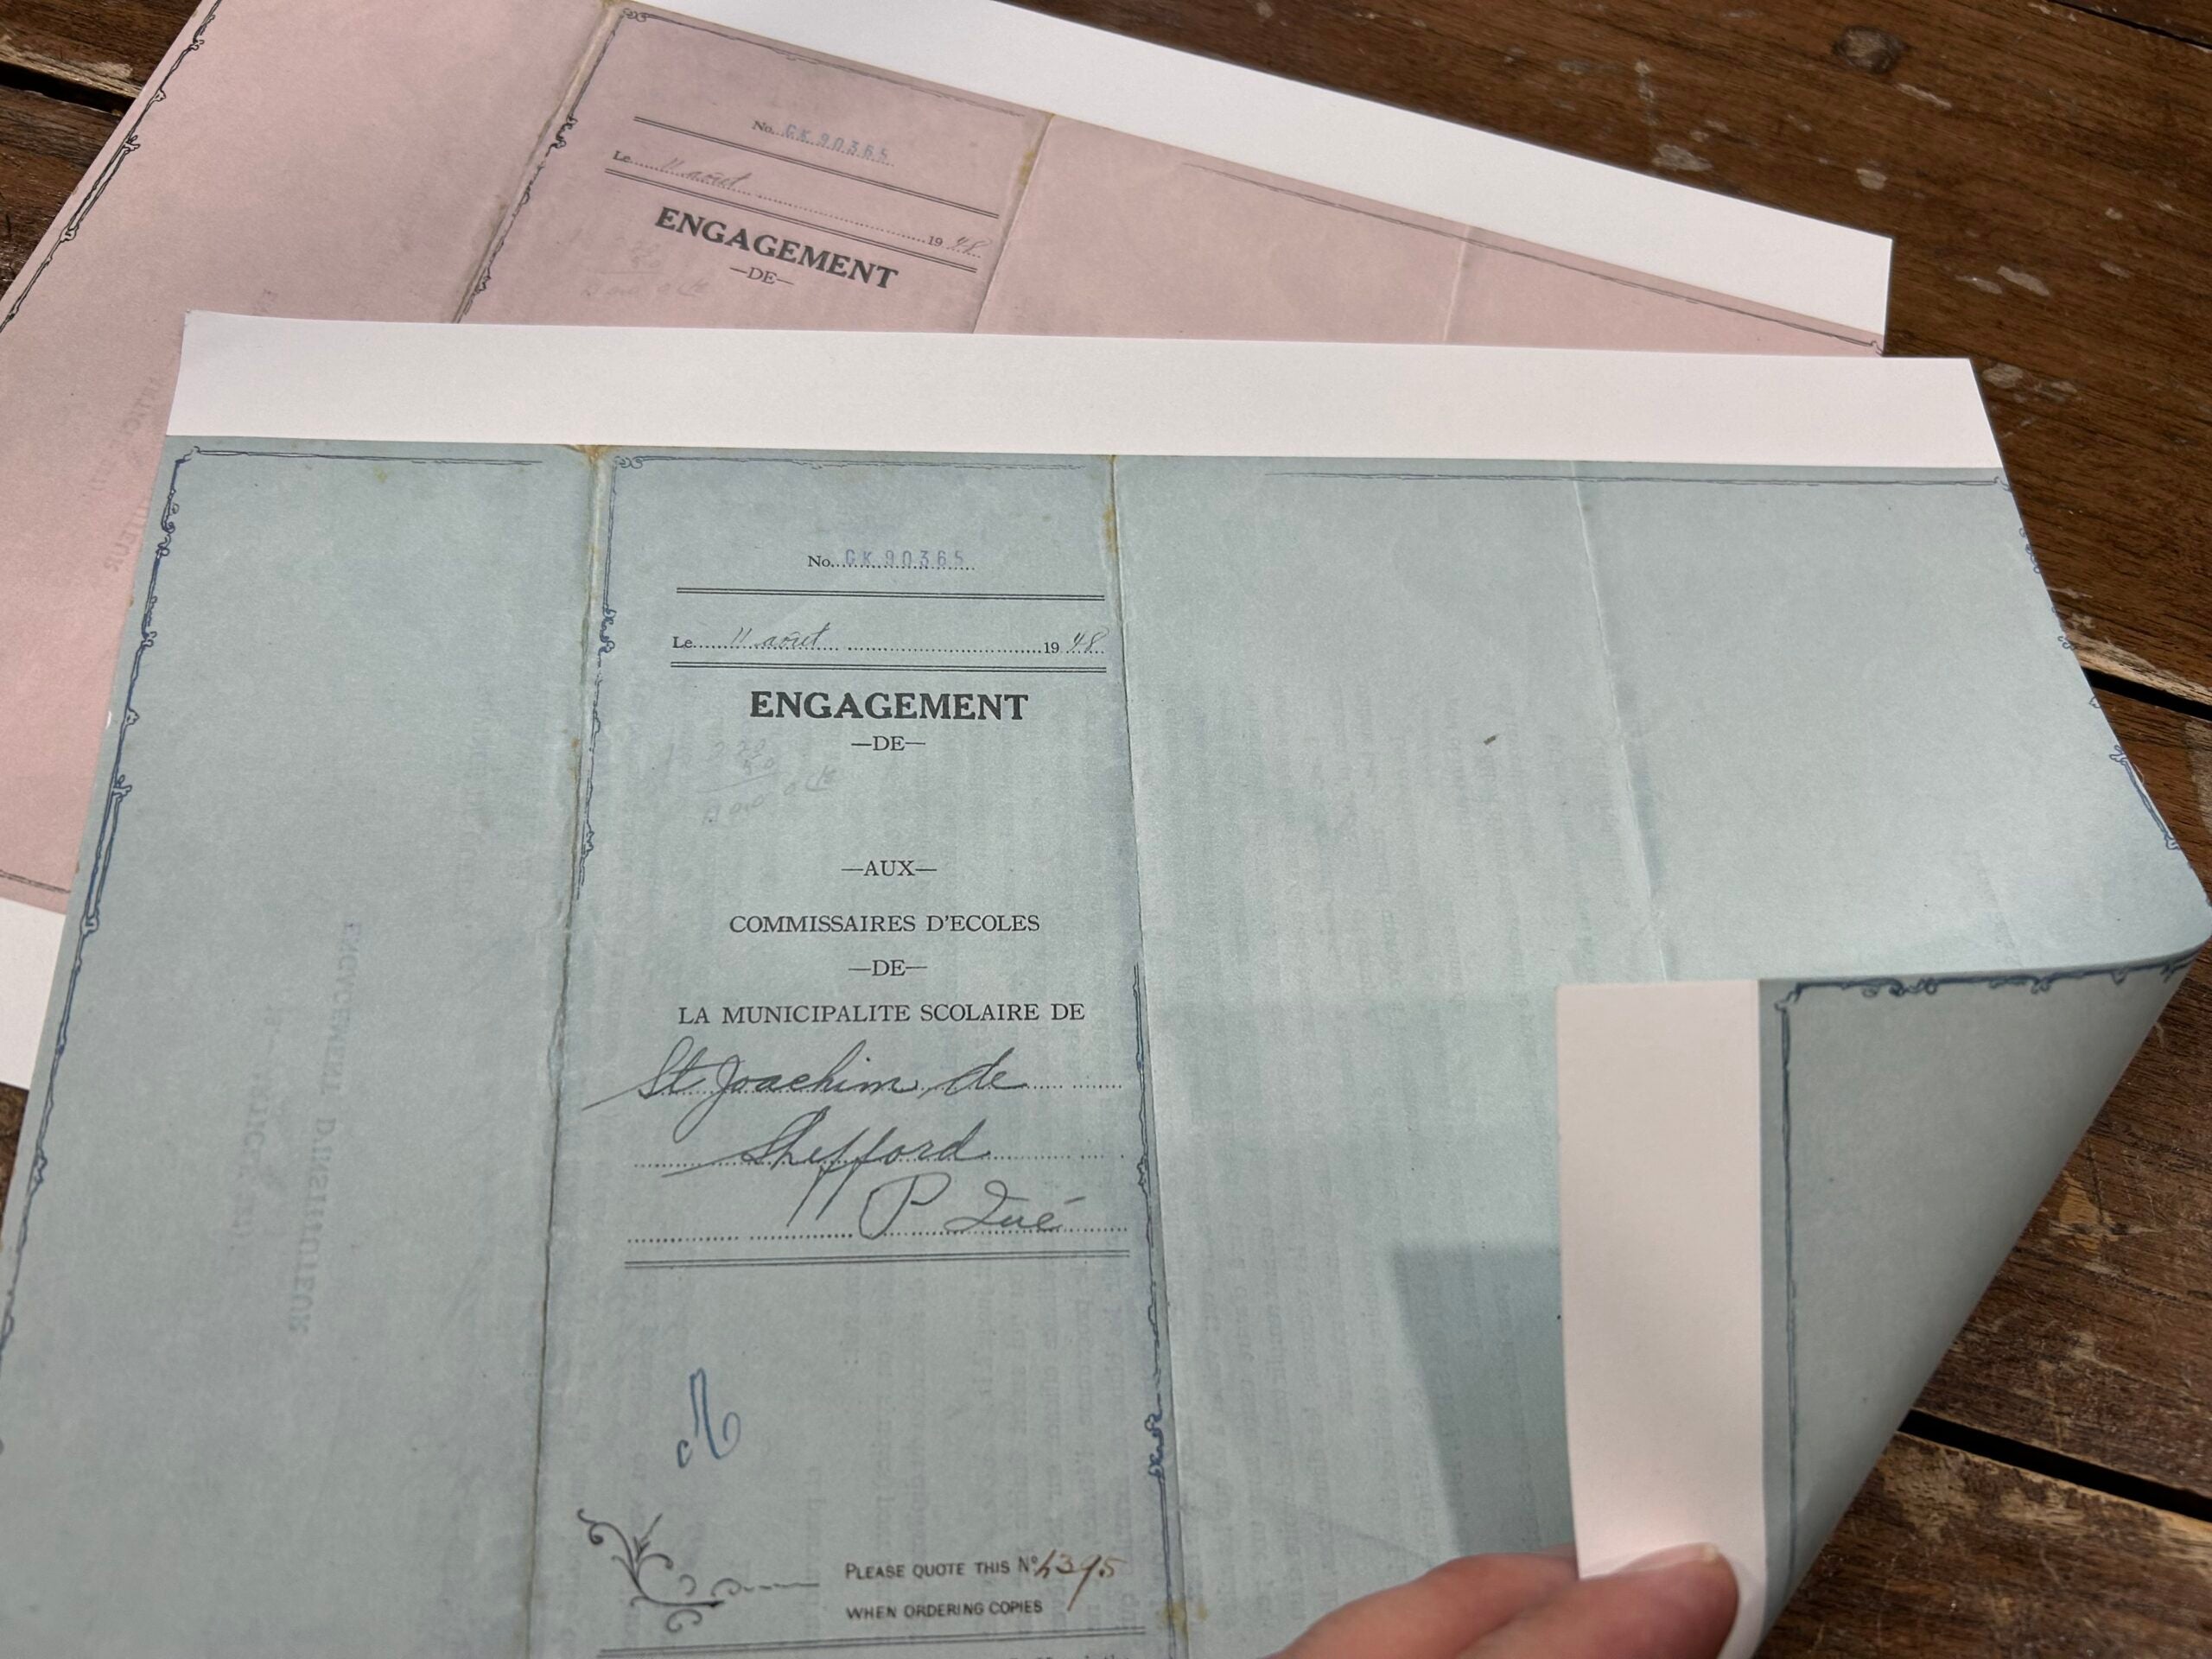 No. GK 90365
Le 11 août 1948
ENGAGEMENT
—DE—
No. GK 90365
Le 11 août 1948
ENGAGEMENT
—DE—
—AUX—
COMMISSAIRES D'ECOLES
—DE—
LA MUNICIPALITE SCOLAIRE DE
St Joachim de
Shefford
P Qué
PLEASE QUOTE THIS No 4395
WHEN ORDERING COPIES
ENGAGEMENT D'INSTITUTEUR